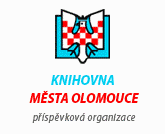 KNIHOVNA
MĚSTA OLOMOUCE
příspěvková organizace